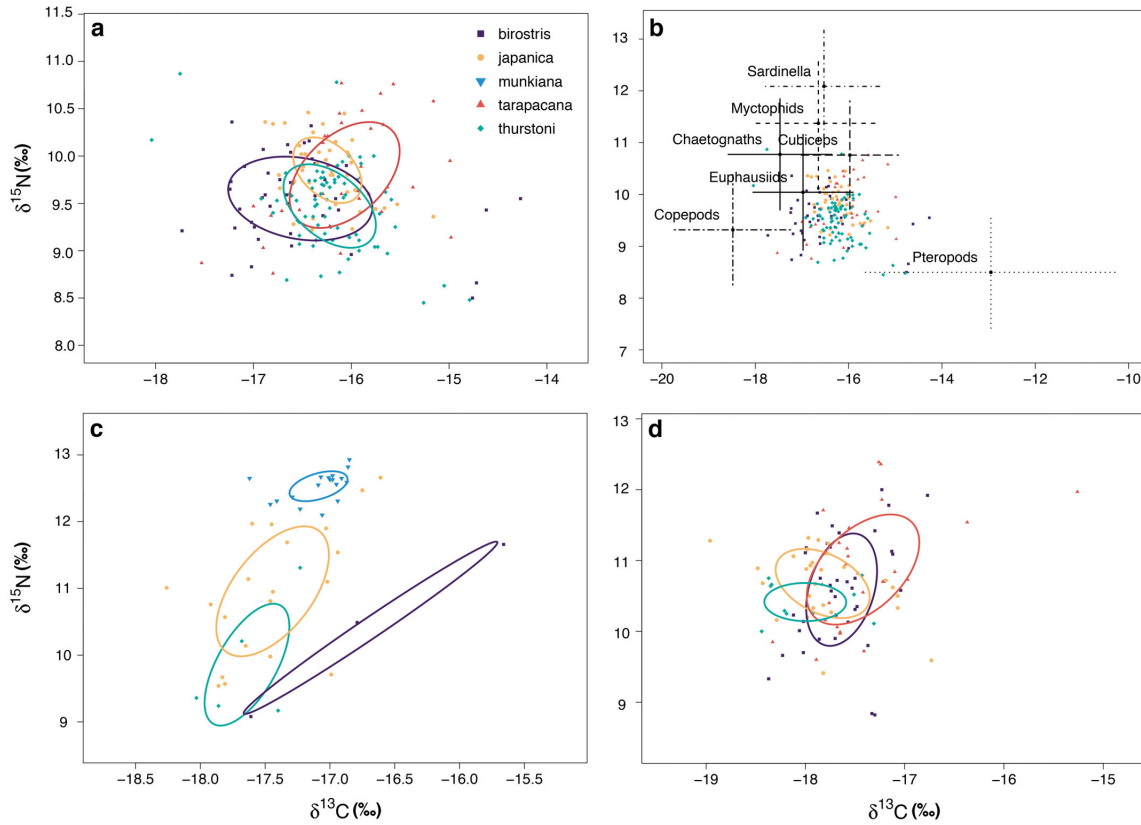 a
11.5
11.0
10.5
10.0
9.5
9.0
8.5
8.0
δ¹⁵N (‰)
−18
−17
−16
−15
−14
birostris
japanica
munkiana
tarapacana
thurstoni
b
13
12
11
10
9
8
7
−20
−18
−16
−14
−12
−10
Sardinella
Myctophids
Chaetognaths
Cubiceps
Euphausiids
Copepods
Pteropods
c
13
12
11
10
9
δ¹⁵N (‰)
−18.5
−18.0
−17.5
−17.0
−16.5
−16.0
−15.5
δ¹³C (‰)
d
13
12
11
10
9
−19
−18
−17
−16
−15
δ¹³C (‰)